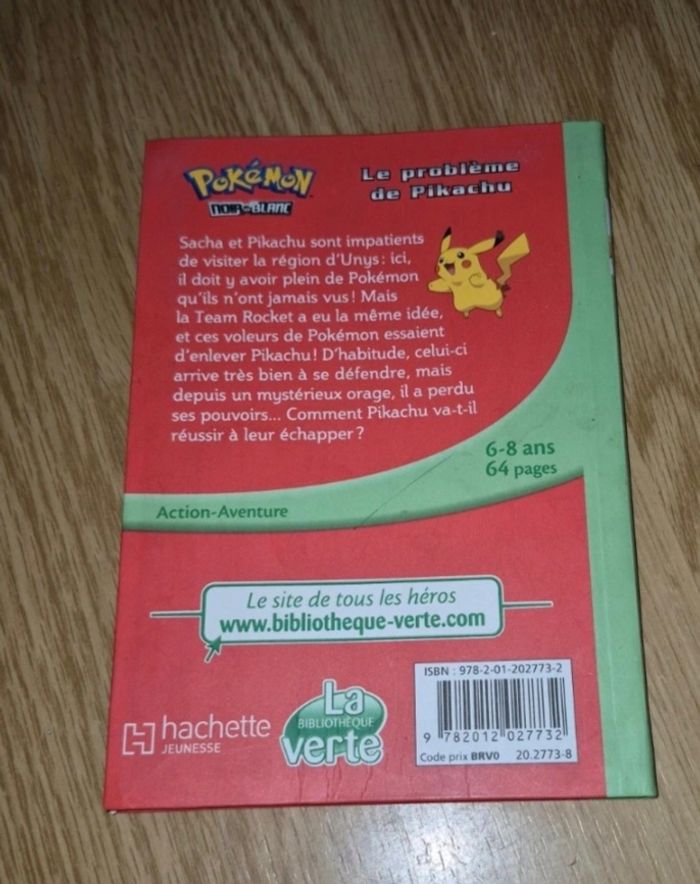 POKÉMON
NOIR et BLANC
Le problème
de Pikachu
Sacha et Pikachu sont impatients
de visiter la région d'Unys : ici,
il doit y avoir plein de Pokémon
qu'ils n'ont jamais vus ! Mais
la Team Rocket a eu la même idée,
et ces voleurs de Pokémon essaient
d'enlever Pikachu ! D'habitude, celui-ci
arrive très bien à se défendre, mais
depuis un mystérieux orage, il a perdu
ses pouvoirs... Comment Pikachu va-t-il
réussir à leur échapper ?
6-8 ans
64 pages
Action-Aventure
Le site de tous les héros
www.bibliotheque-verte.com
hachette
JEUNESSE
La
BIBLIOTHÈQUE
verte
ISBN : 978-2-01-202773-2
9 782012 027732
Code prix BRV0 20.2773-8